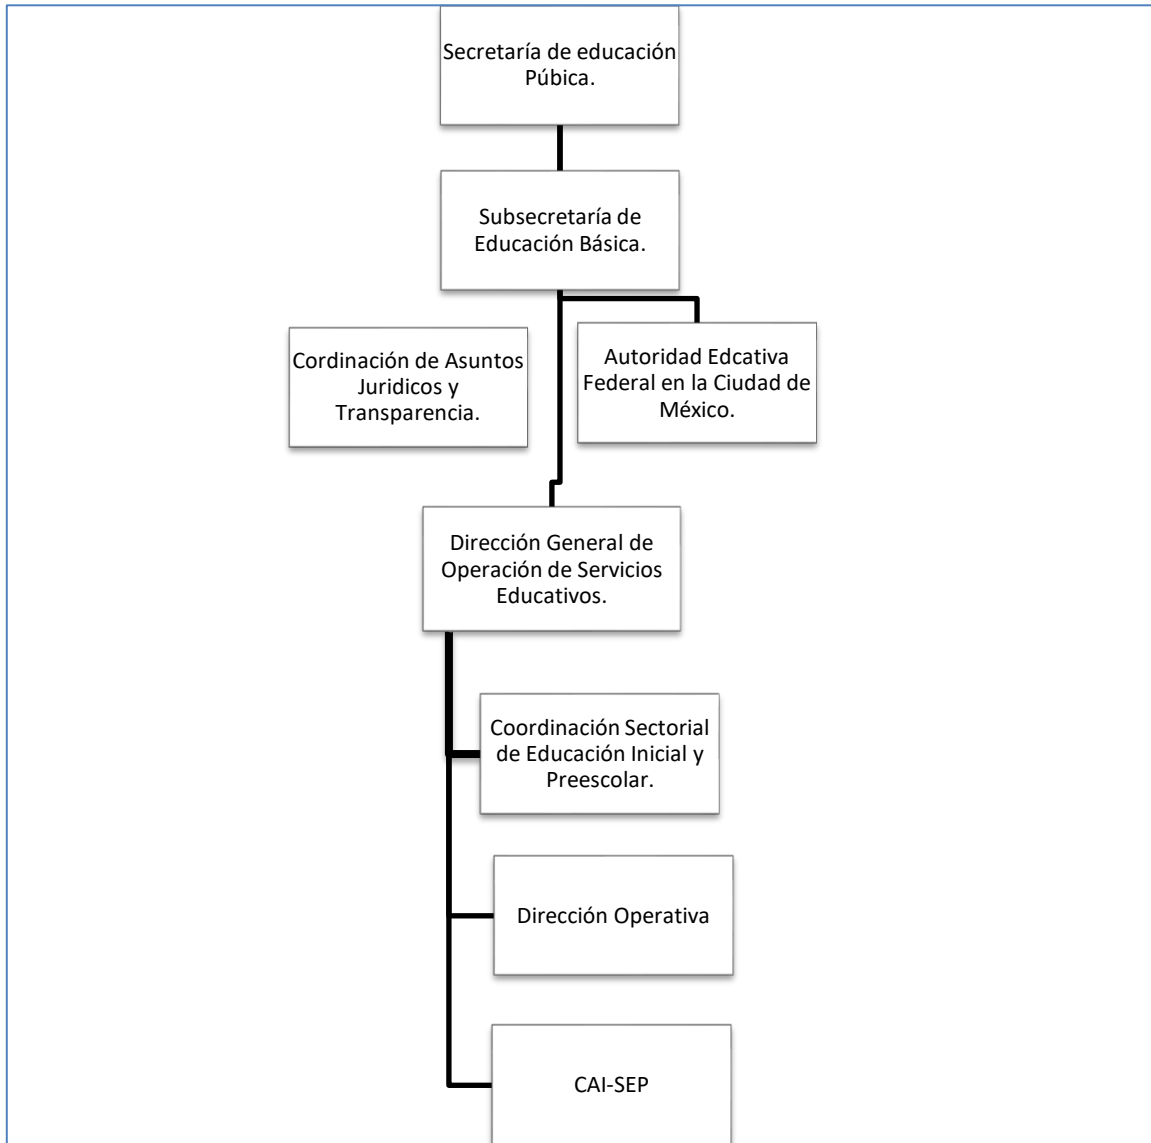 Secretaría de educación
Púbica.
Subsecretaría de
Educación Básica.
Cordinación de Asuntos
Juridicos y
Transparencia.
Autoridad Edcativa
Federal en la Ciudad de
México.
Dirección General de
Operación de Servicios
Educativos.
Coordinación Sectorial
de Educación Inicial y
Preescolar.
Dirección Operativa
CAI-SEP